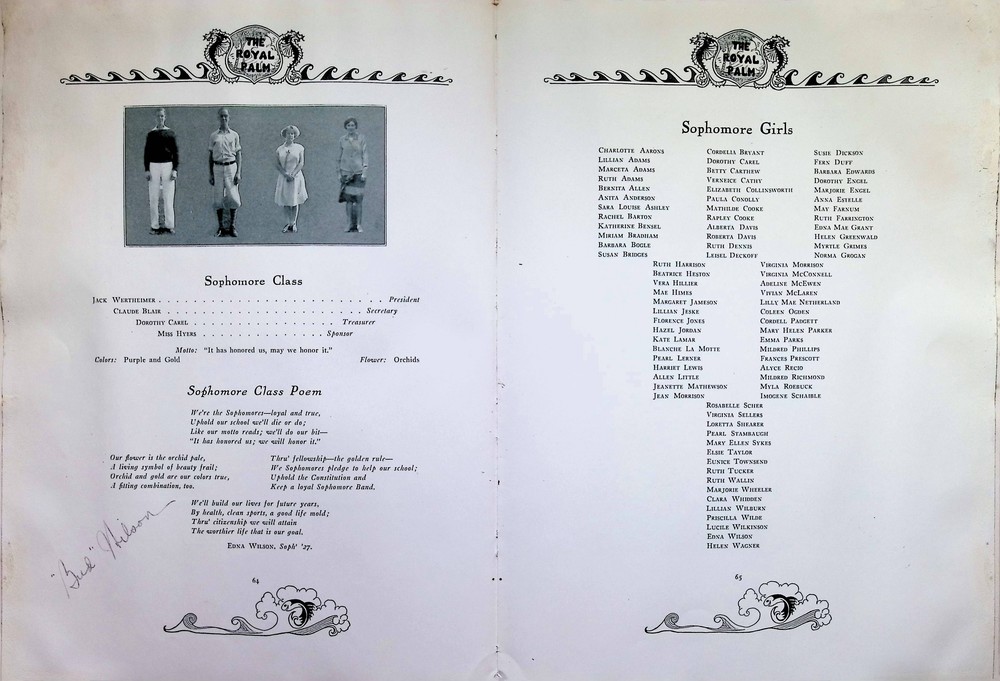 THE
ROYAL
PALM
Sophomore Class
Jack Wertheimer . . . . . . . . . . . . . . . . . . . . . . . . President
Claude Blair . . . . . . . . . . . . . . . . . . . . . Secretary
Dorothy Carel . . . . . . . . . . . . . . . Treasurer
Miss Hyers . . . . . . . . . . . Sponsor
Motto: "It has honored us, may we honor it."
Colors: Purple and Gold Flower: Orchids
Sophomore Class Poem
We're the Sophomores—loyal and true,
Uphold our school we'll die or do;
Like our motto reads; we'll do our bit—
"It has honored us; we will honor it."
Our flower is the orchid pale,
A living symbol of beauty frail;
Orchid and gold are our colors true,
A fitting combination, too.
Thru' fellowship—the golden rule—
We Sophomores pledge to help our school;
Uphold the Constitution and
Keep a loyal Sophomore Band.
We'll build our lives for future years,
By health, clean sports, a good life mold;
Thru' citizenship we will attain
The worthier life that is our goal.
Edna Wilson, Soph' '27.
"Bud" Wilson
64
THE
ROYAL
PALM
Sophomore Girls
Charlotte Aarons
Lillian Adams
Marceta Adams
Ruth Adams
Bernita Allen
Anita Anderson
Sara Louise Ashley
Rachel Barton
Katherine Bensel
Miriam Bradham
Barbara Bogle
Susan Bridges
Cordelia Bryant
Dorothy Carel
Betty Carthew
Verneice Cathy
Elizabeth Collinsworth
Paula Conolly
Mathilde Cooke
Rapley Cooke
Alberta Davis
Roberta Davis
Ruth Dennis
Leisel Deckoff
Susie Dickson
Fern Duff
Barbara Edwards
Dorothy Engel
Marjorie Engel
Anna Estelle
May Farnum
Ruth Farrington
Edna Mae Grant
Helen Greenwald
Myrtle Grimes
Norma Grogan
Ruth Harrison
Beatrice Heston
Vera Hillier
Mae Himes
Margaret Jameson
Lillian Jeske
Florence Jones
Hazel Jordan
Kate Lamar
Blanche La Motte
Pearl Lerner
Harriet Lewis
Allen Little
Jeanette Mathewson
Jean Morrison
Virginia Morrison
Virginia McConnell
Adeline McEwen
Vivian McLaren
Lilly Mae Netherland
Coleen Ogden
Cordell Padgett
Mary Helen Parker
Emma Parks
Mildred Phillips
Frances Prescott
Alyce Recio
Mildred Richmond
Myla Roebuck
Imogene Schaible
Rosabelle Scher
Virginia Sellers
Loretta Shearer
Pearl Stambaugh
Mary Ellen Sykes
Elsie Taylor
Eunice Townsend
Ruth Tucker
Ruth Wallin
Marjorie Wheeler
Clara Whidden
Lillian Wilburn
Priscilla Wilde
Lucile Wilkinson
Edna Wilson
Helen Wagner
65